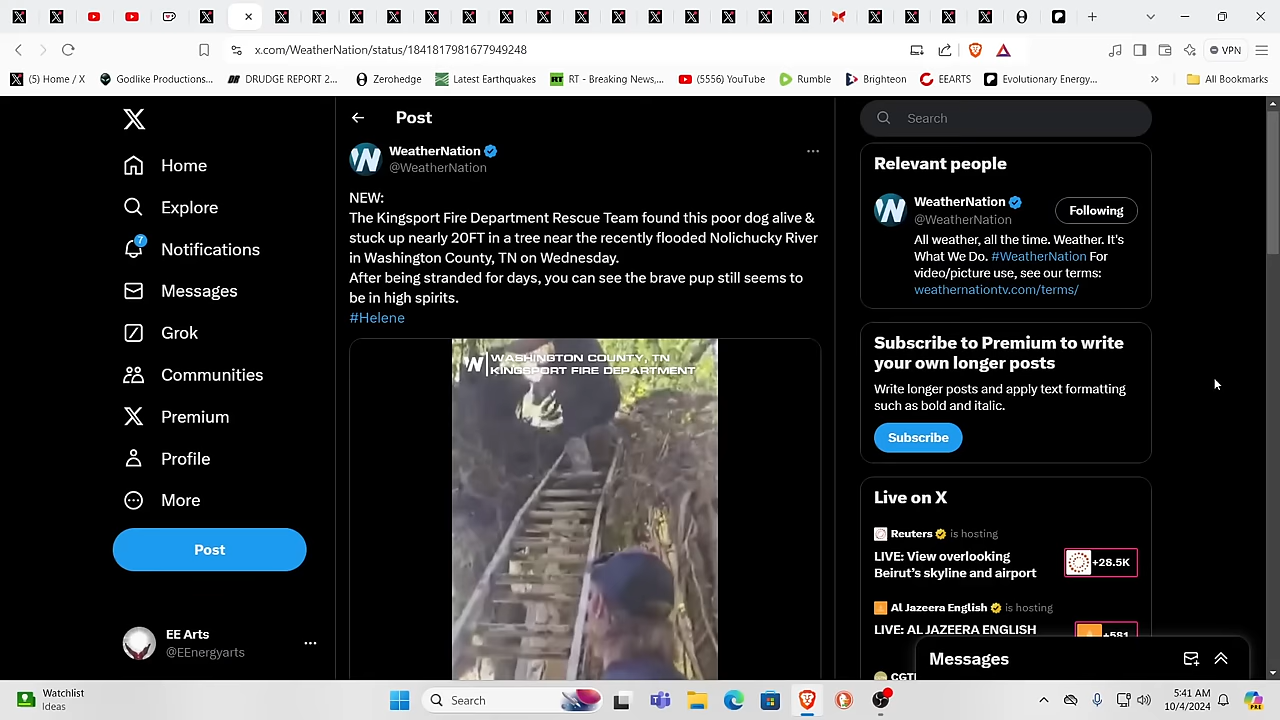 x.com/WeatherNation/status/1841817981677949248
VPN
(5) Home / X
Godlike Productions...
DRUDGE REPORT 2...
Zerohedge
Latest Earthquakes
RT - Breaking News,...
(5556) YouTube
Rumble
Brighteon
EEARTS
Evolutionary Energy...
All Bookmarks
Home
Explore
7
Notifications
Messages
Grok
Communities
Premium
Profile
More
Post
EE Arts
@EEnergyarts
Post
WeatherNation
@WeatherNation
NEW:
The Kingsport Fire Department Rescue Team found this poor dog alive &
stuck up nearly 20FT in a tree near the recently flooded Nolichucky River
in Washington County, TN on Wednesday.
After being stranded for days, you can see the brave pup still seems to
be in high spirits.
#Helene
WASHINGTON COUNTY, TN
KINGSPORT FIRE DEPARTMENT
Search
Relevant people
WeatherNation
@WeatherNation
Following
All weather, all the time. Weather. It's
What We Do. #WeatherNation For
video/picture use, see our terms:
weathernationtv.com/terms/
Subscribe to Premium to write
your own longer posts
Write longer posts and apply text formatting
such as bold and italic.
Subscribe
Live on X
Reuters is hosting
LIVE: View overlooking
Beirut's skyline and airport
+28.5K
Al Jazeera English is hosting
LIVE: AL JAZEERA ENGLISH
+581
Messages
Watchlist
Ideas
Search
5:41 AM
10/4/2024